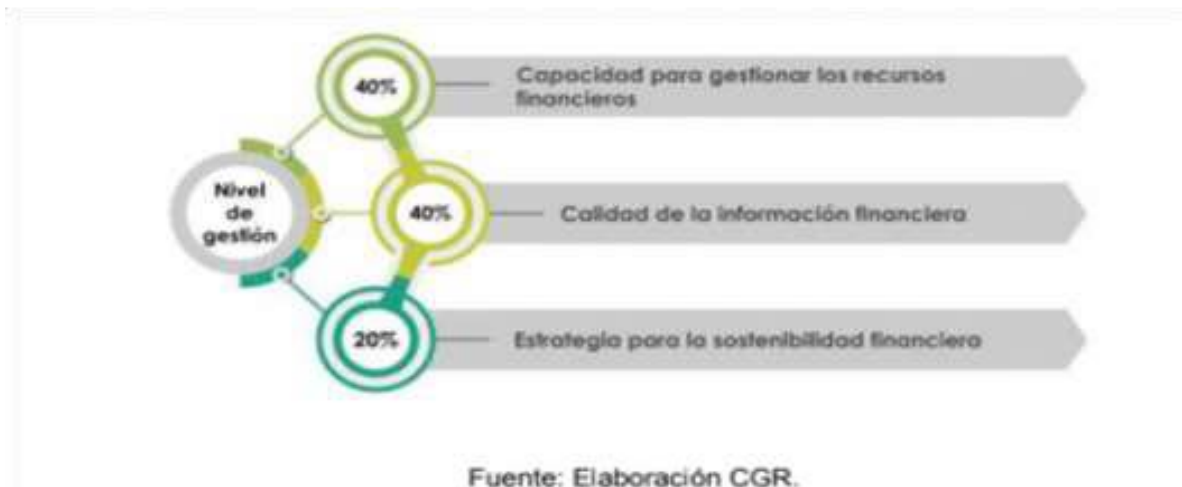 40%
Capacidad para gestionar los recursos
financieros
Nivel
de
gestión
40%
Calidad de la información financiera
20%
Estrategia para la sostenibilidad financiera
Fuente: Elaboración CGR.